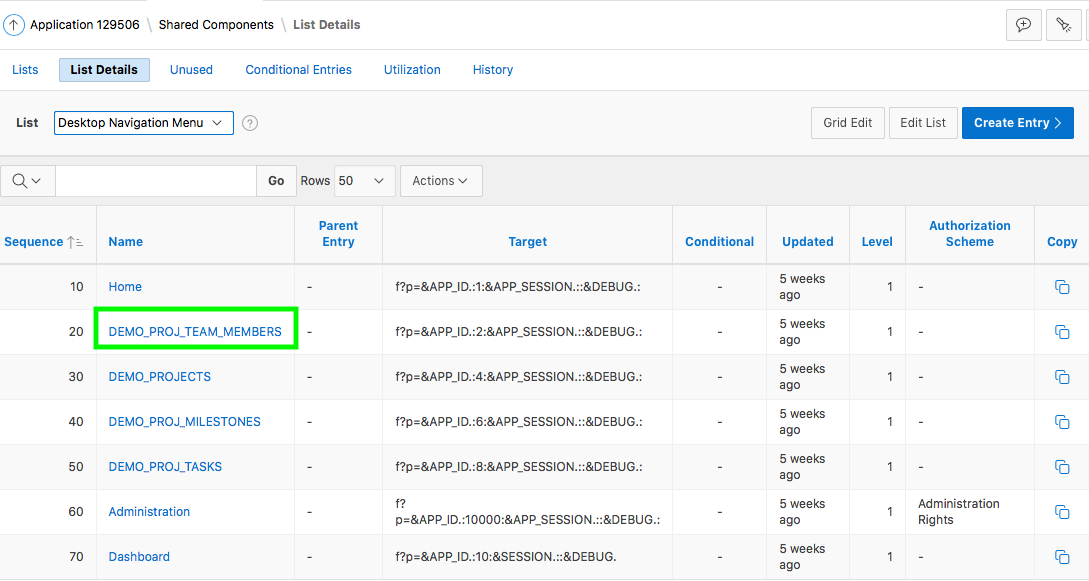 Application 129506 \ Shared Components \ List Details
Lists List Details Unused Conditional Entries Utilization History
List Desktop Navigation Menu ? Grid Edit Edit List Create Entry >
Go Rows 50 Actions
Sequence Name Parent Entry Target Conditional Updated Level Authorization Scheme Copy
10 Home - f?p=&APP_ID.:1:&APP_SESSION.::&DEBUG.: - 5 weeks ago 1 -
20 DEMO_PROJ_TEAM_MEMBERS - f?p=&APP_ID.:2:&APP_SESSION.::&DEBUG.: - 5 weeks ago 1 -
30 DEMO_PROJECTS - f?p=&APP_ID.:4:&APP_SESSION.::&DEBUG.: - 5 weeks ago 1 -
40 DEMO_PROJ_MILESTONES - f?p=&APP_ID.:6:&APP_SESSION.::&DEBUG.: - 5 weeks ago 1 -
50 DEMO_PROJ_TASKS - f?p=&APP_ID.:8:&APP_SESSION.::&DEBUG.: - 5 weeks ago 1 -
60 Administration - f?p=&APP_ID.:10000:&APP_SESSION.::&DEBUG.: - 5 weeks ago 1 Administration Rights
70 Dashboard - f?p=&APP_ID.:10:&SESSION.::&DEBUG. - 5 weeks ago 1 -